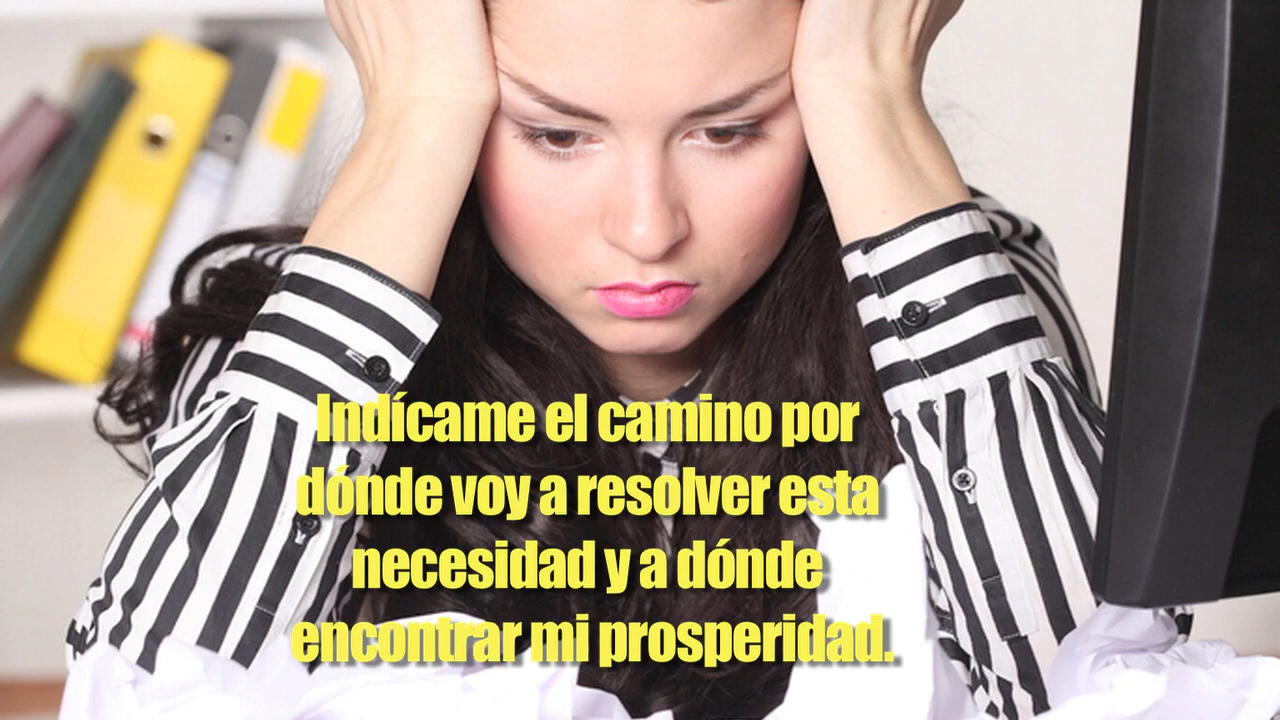 Indícame el camino por
dónde voy a resolver esta
necesidad y a dónde
encontrar mi prosperidad.